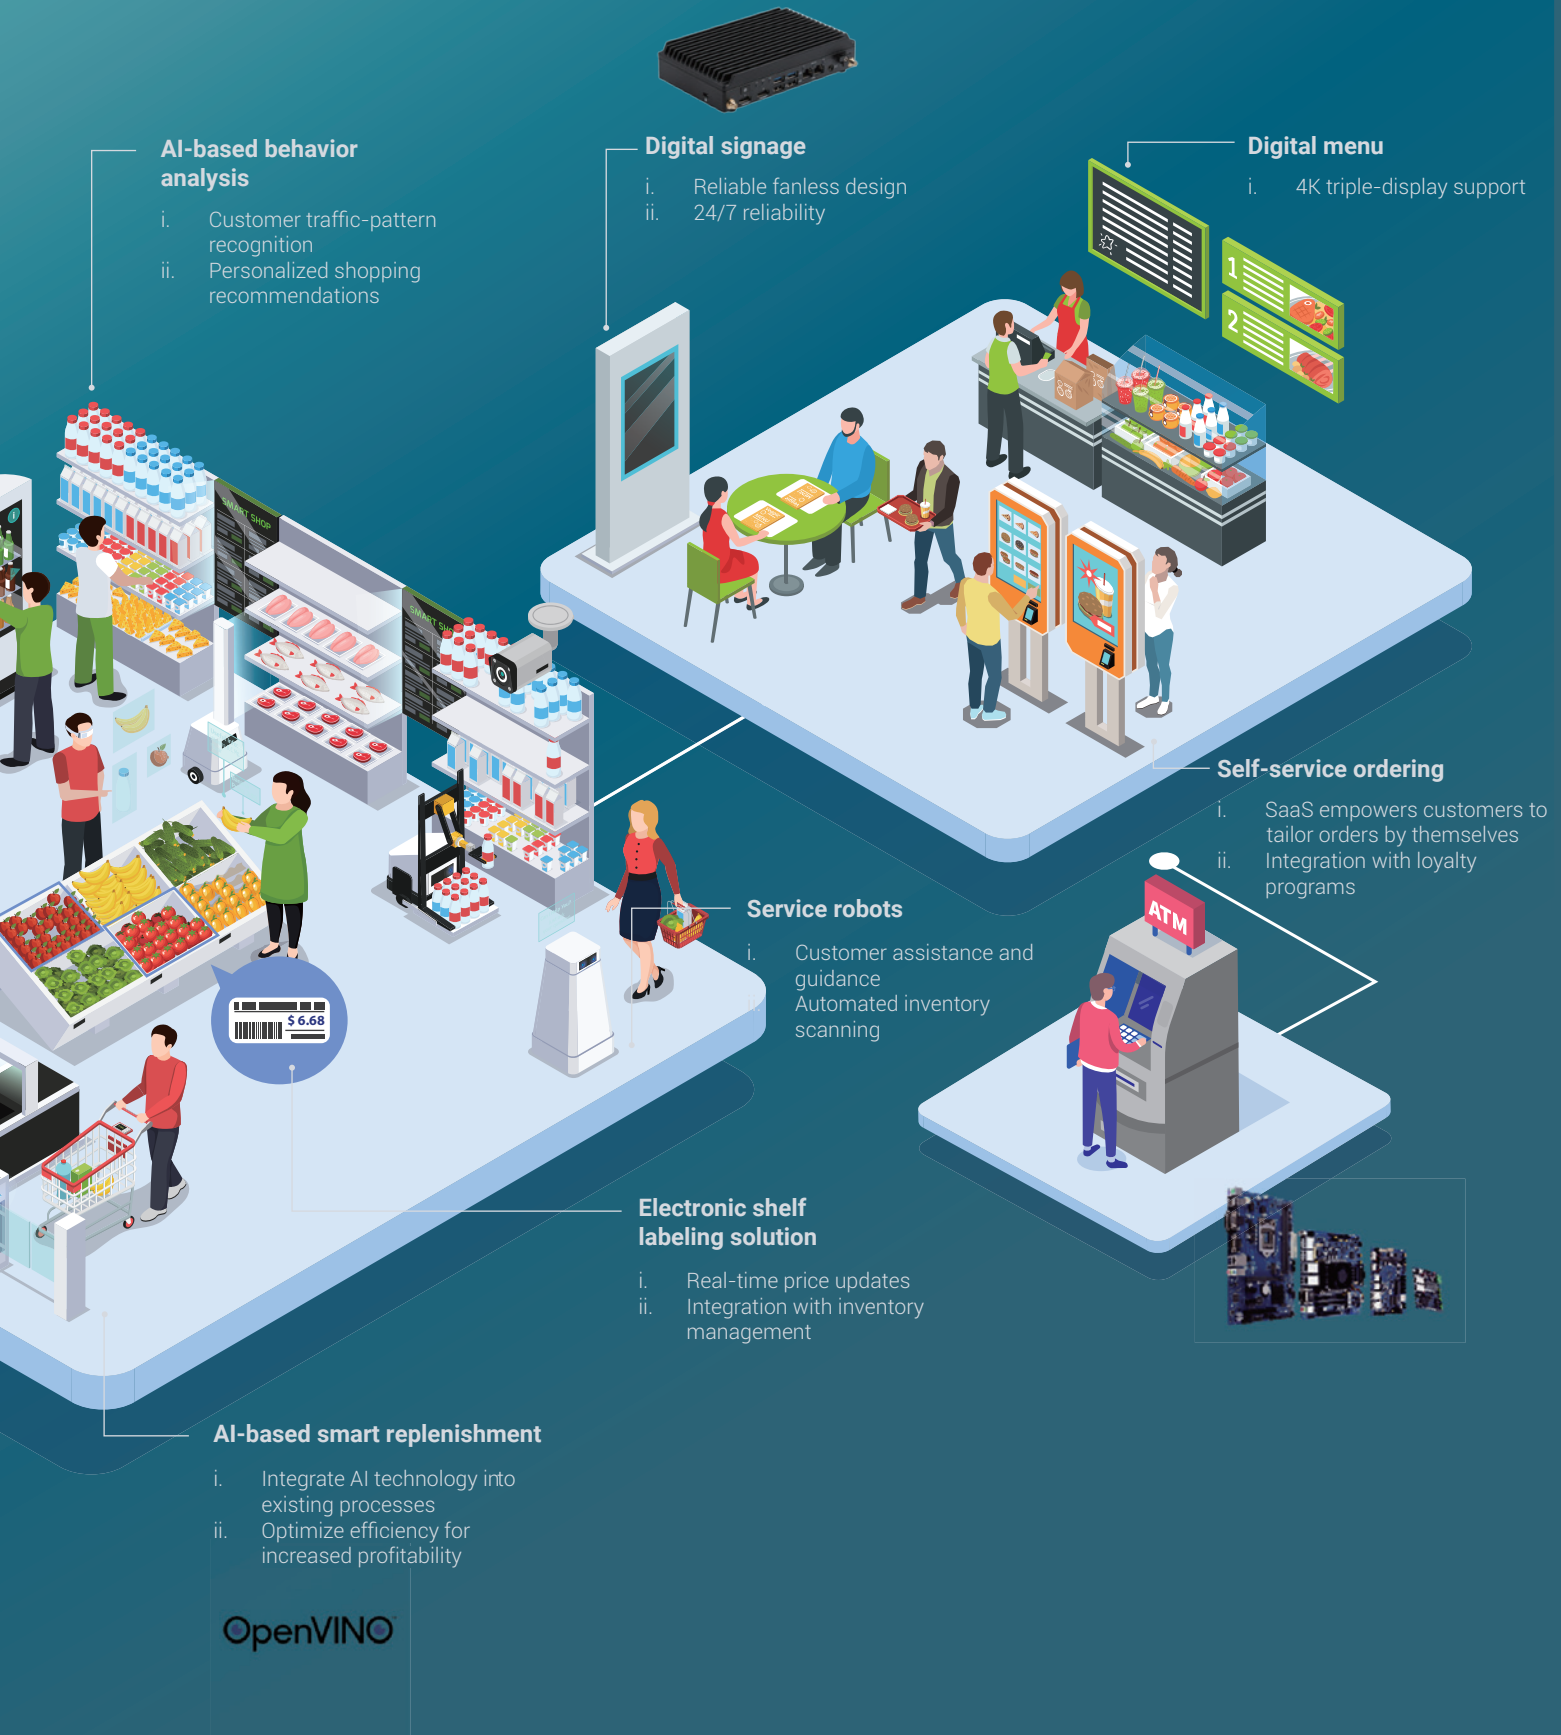 AI-based behavior
analysis
i. Customer traffic-pattern
recognition
ii. Personalized shopping
recommendations
Digital signage
i. Reliable fanless design
ii. 24/7 reliability
Digital menu
i. 4K triple-display support
1
2
SMART SHOP
SMART SHOP
Self-service ordering
i. SaaS empowers customers to
tailor orders by themselves
ii. Integration with loyalty
programs
ATM
Service robots
i. Customer assistance and
guidance
ii. Automated inventory
scanning
$ 6.68
Electronic shelf
labeling solution
i. Real-time price updates
ii. Integration with inventory
management
AI-based smart replenishment
i. Integrate AI technology into
existing processes
ii. Optimize efficiency for
increased profitability
OpenVINO